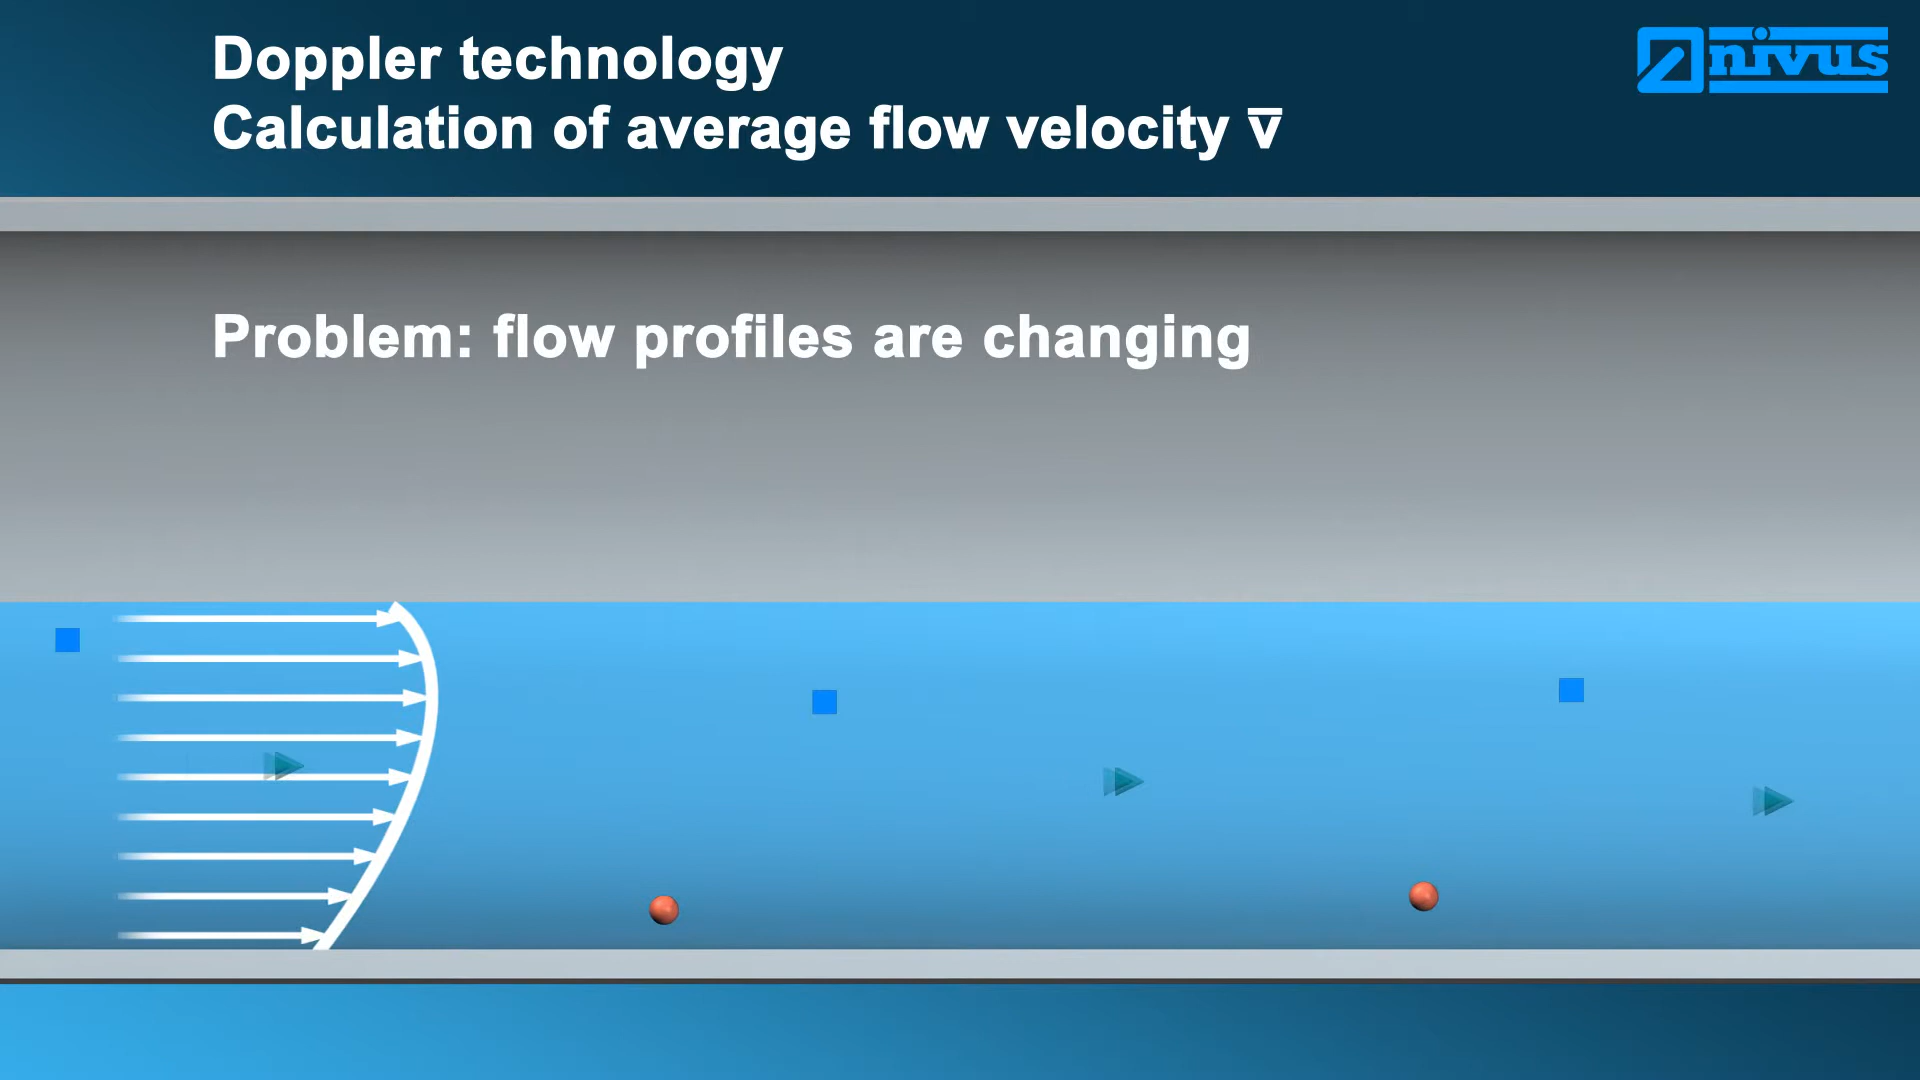 Doppler technology
nivus
Calculation of average flow velocity v̅
Problem: flow profiles are changing